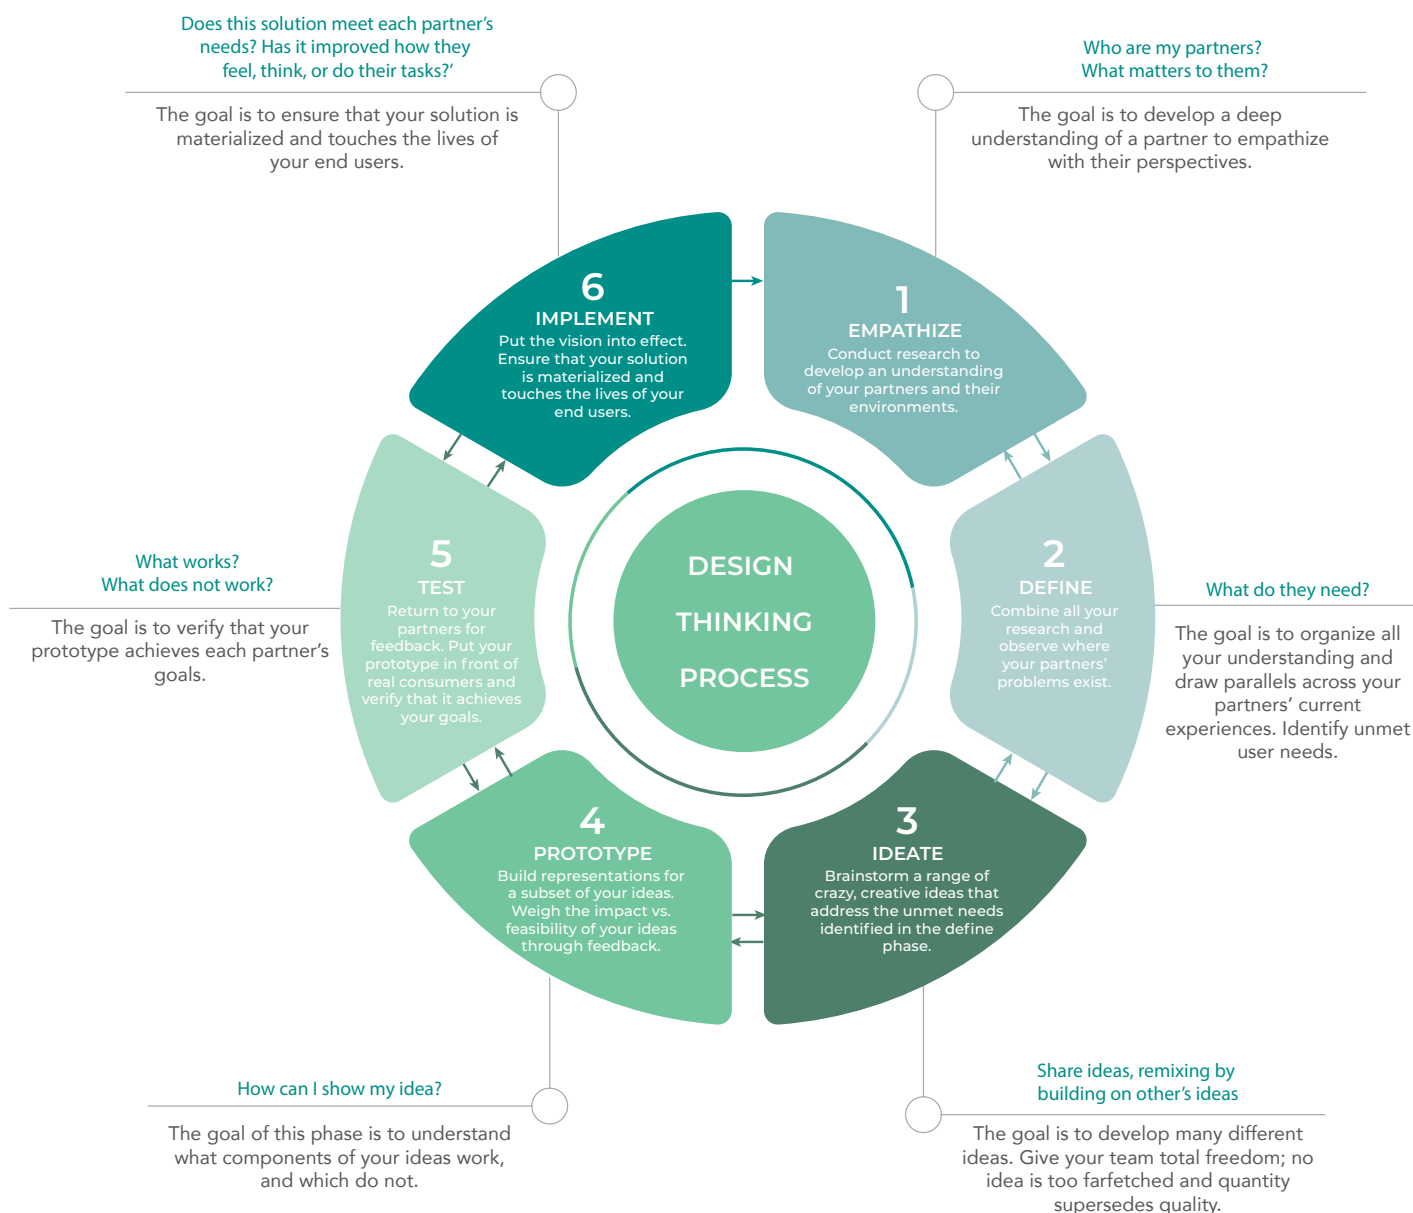 Does this solution meet each partner's
needs? Has it improved how they
feel, think, or do their tasks?’
The goal is to ensure that your solution is
materialized and touches the lives of
your end users.
Who are my partners?
What matters to them?
The goal is to develop a deep
understanding of a partner to empathize
with their perspectives.
6
IMPLEMENT
Put the vision into effect.
Ensure that your solution
is materialized and
touches the lives of your
end users.
1
EMPATHIZE
Conduct research to
develop an understanding
of your partners and their
environments.
What works?
What does not work?
The goal is to verify that your
prototype achieves each partner's
goals.
5
TEST
Return to your
partners for
feedback. Put your
prototype in front of
real consumers and
verify that it achieves
your goals.
DESIGN
THINKING
PROCESS
2
DEFINE
Combine all your
research and
observe where
your partners’
problems exist.
What do they need?
The goal is to organize all
your understanding and
draw parallels across your
partners’ current
experiences. Identify unmet
user needs.
4
PROTOTYPE
Build representations for
a subset of your ideas.
Weigh the impact vs.
feasibility of your ideas
through feedback.
3
IDEATE
Brainstorm a range of
crazy, creative ideas that
address the unmet needs
identified in the define
phase.
How can I show my idea?
The goal of this phase is to understand
what components of your ideas work,
and which do not.
Share ideas, remixing by
building on other's ideas
The goal is to develop many different
ideas. Give your team total freedom; no
idea is too farfetched and quantity
supersedes quality.